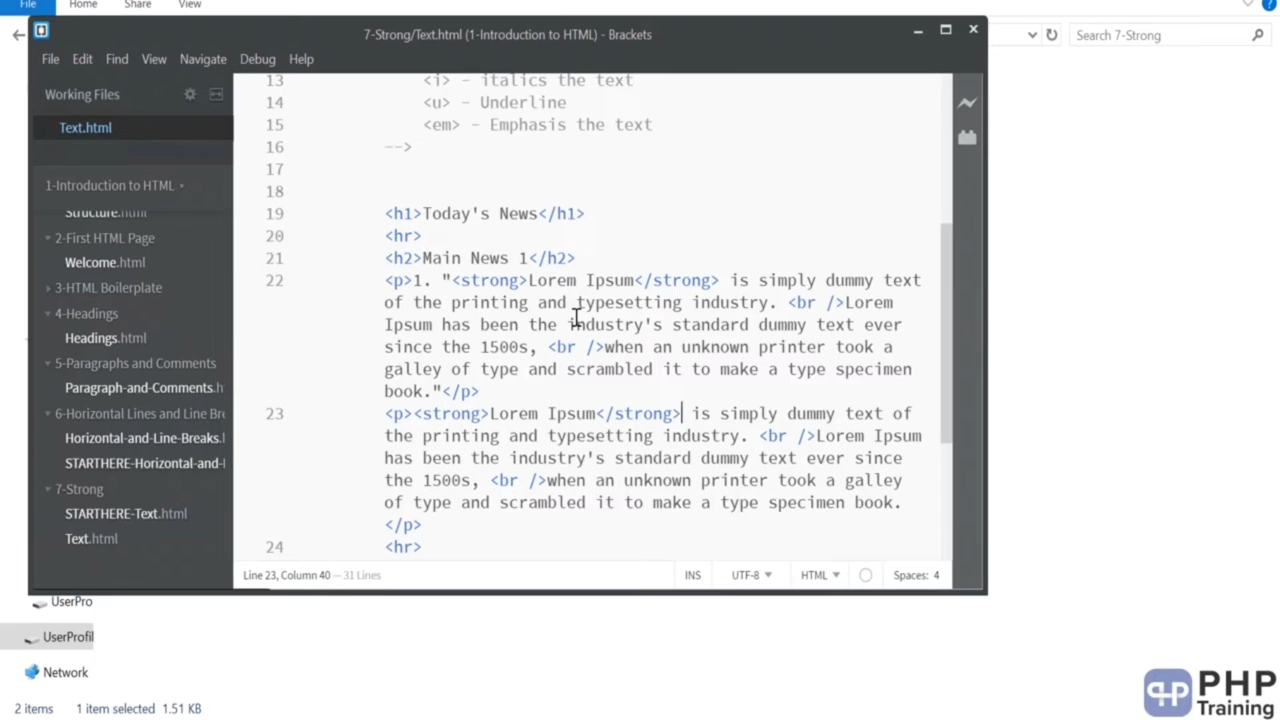 File Home Share View
7-Strong/Text.html (1-Introduction to HTML) - Brackets
Search 7-Strong
File Edit Find View Navigate Debug Help
Working Files
Text.html
1-Introduction to HTML
Structure.html
2-First HTML Page
Welcome.html
3-HTML Boilerplate
4-Headings
Headings.html
5-Paragraphs and Comments
Paragraph-and-Comments.h
6-Horizontal Lines and Line Bre
Horizontal-and-Line-Breaks.
STARTHERE-Horizontal-and-
7-Strong
STARTHERE-Text.html
Text.html
13 <i> - italics the text
14 <u> - Underline
15 <em> - Emphasis the text
16 -->
17
18
19 <h1>Today's News</h1>
20 <hr>
21 <h2>Main News 1</h2>
22 <p>1. "<strong>Lorem Ipsum</strong> is simply dummy text
of the printing and typesetting industry. <br />Lorem
Ipsum has been the industry's standard dummy text ever
since the 1500s, <br />when an unknown printer took a
galley of type and scrambled it to make a type specimen
book."</p>
23 <p><strong>Lorem Ipsum</strong> is simply dummy text of
the printing and typesetting industry. <br />Lorem Ipsum
has been the industry's standard dummy text ever since
the 1500s, <br />when an unknown printer took a galley
of type and scrambled it to make a type specimen book.
</p>
24 <hr>
Line 23, Column 40 — 31 Lines
INS UTF-8 HTML Spaces: 4
UserPro
UserProfil
Network
2 items 1 item selected 1.51 KB
PHP
Training